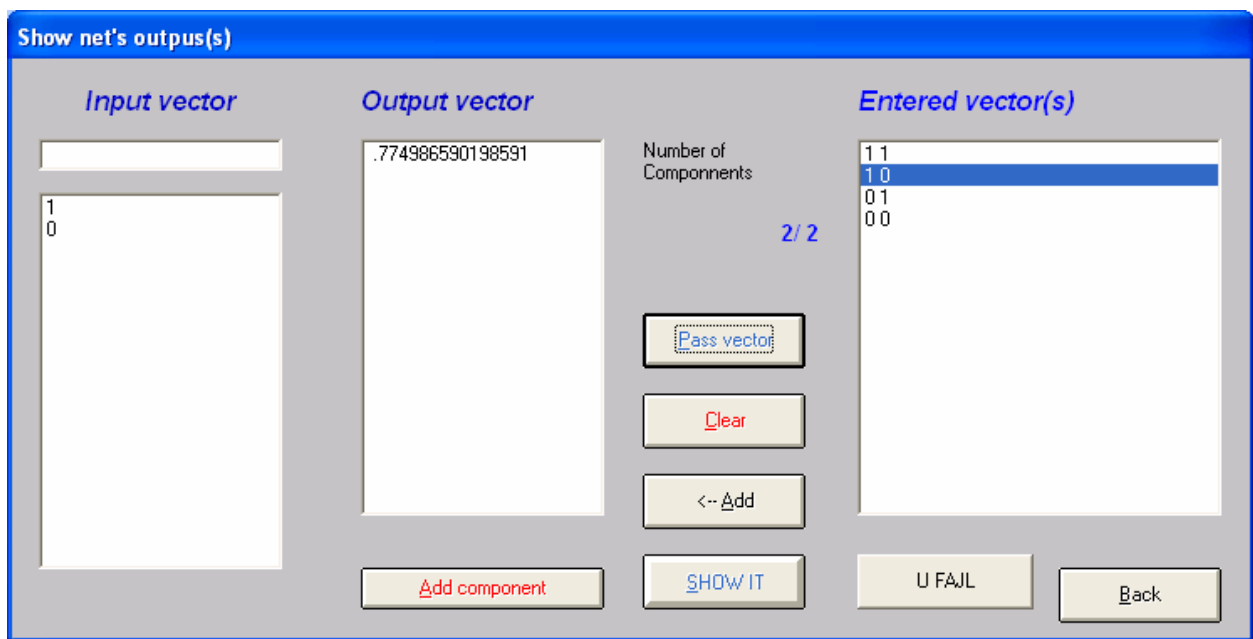 Show net's outpus(s)
Input vector
Output vector
Entered vector(s)
1
0
.774986590198591
Number of
Componnents
2/ 2
1 1
1 0
0 1
0 0
Pass vector
Clear
<-- Add
SHOW IT
Add component
U FAJL
Back